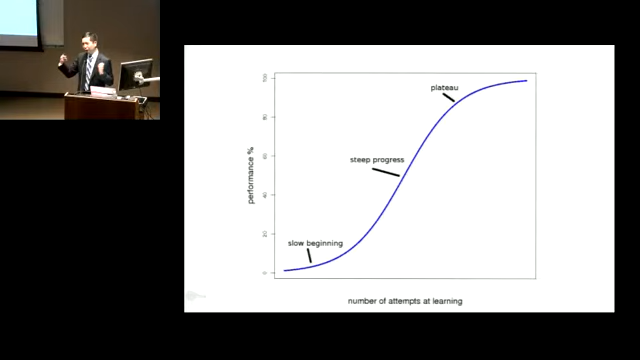 100
80
60
40
20
0
performance %
plateau
steep progress
slow beginning
number of attempts at learning